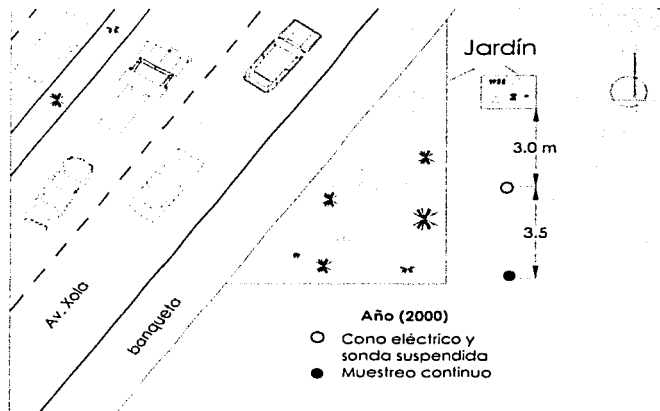 Jardín
3.0 m
3.5
Av. Xola
banqueta
Año (2000)
Cono eléctrico y
sonda suspendida
Muestreo continuo